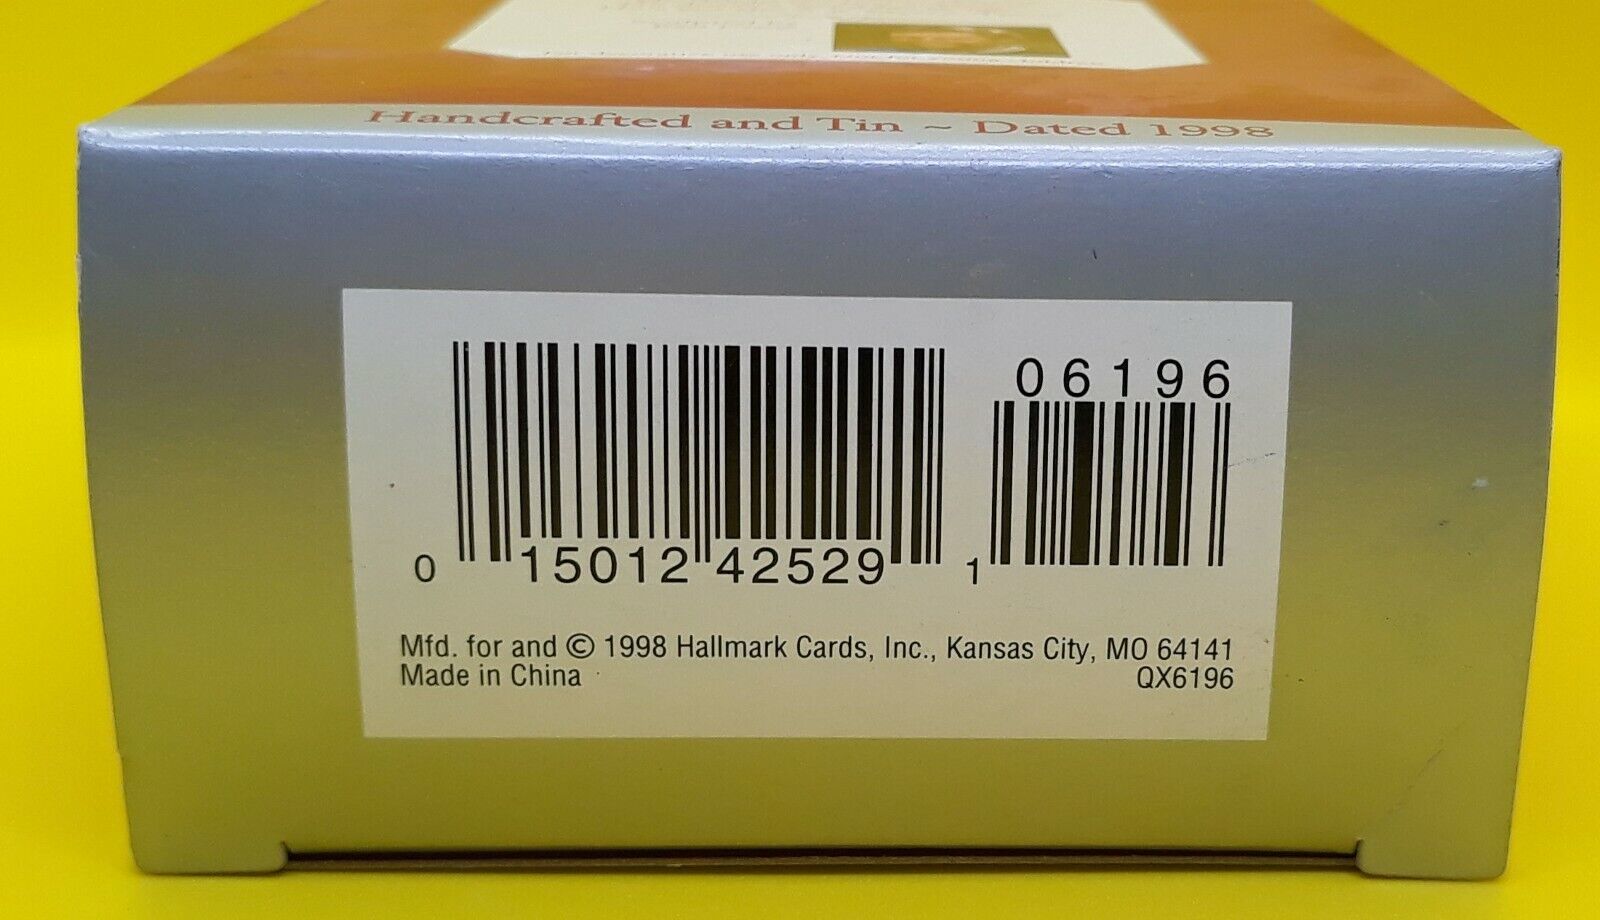 Handcrafted and Tin ~ Dated 1998
06196
0 15012 42529 1
Mfd. for and © 1998 Hallmark Cards, Inc., Kansas City, MO 64141
Made in China
QX6196